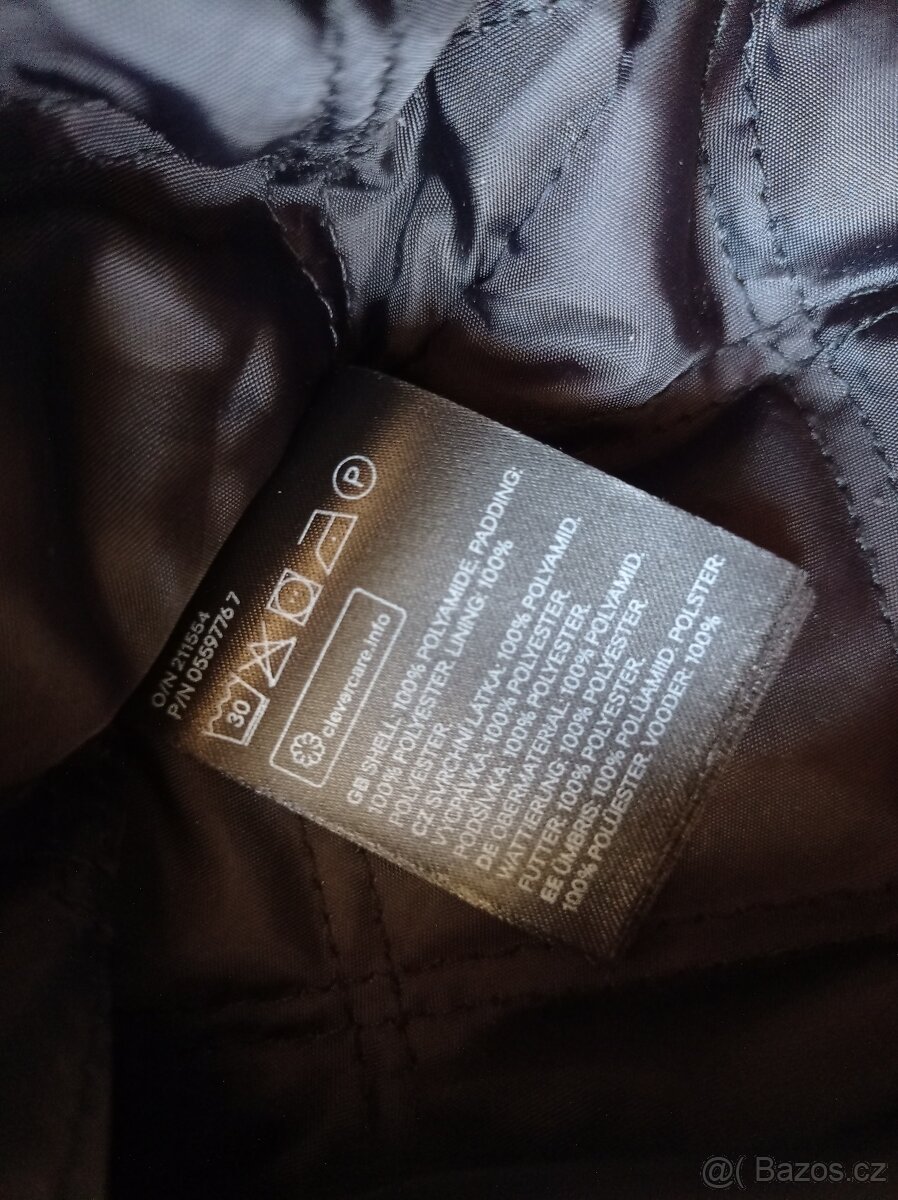 O/N 211554
P/N 0559776 7
30
P
clevercare.info
GB SHELL: 100% POLYAMIDE. PADDING:
100% POLYESTER. LINING: 100%
POLYESTER.
CZ SVRCHNÍ LÁTKA: 100% POLYAMID.
VYCPÁVKA: 100% POLYESTER.
PODŠÍVKA: 100% POLYESTER.
DE OBERMATERIAL: 100% POLYAMID.
WATTIERUNG: 100% POLYESTER
FUTTER: 100% POLYESTER
EE ÜMBRIS: 100% POLÜAMIID. POLSTER:
100% POLÜESTER. VOODER: 100%
@( Bazos.cz